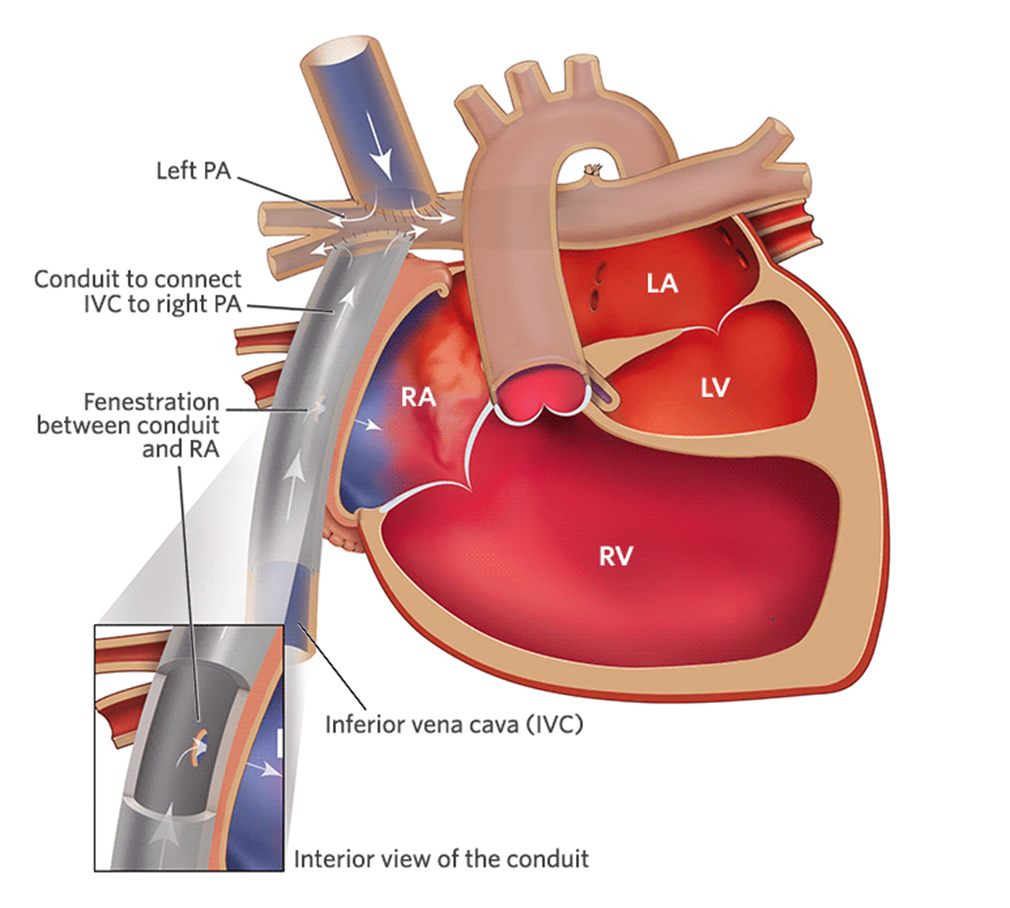 Left PA
Conduit to connect
IVC to right PA
LA
LV
RA
Fenestration
between conduit
and RA
RV
Inferior vena cava (IVC)
Interior view of the conduit